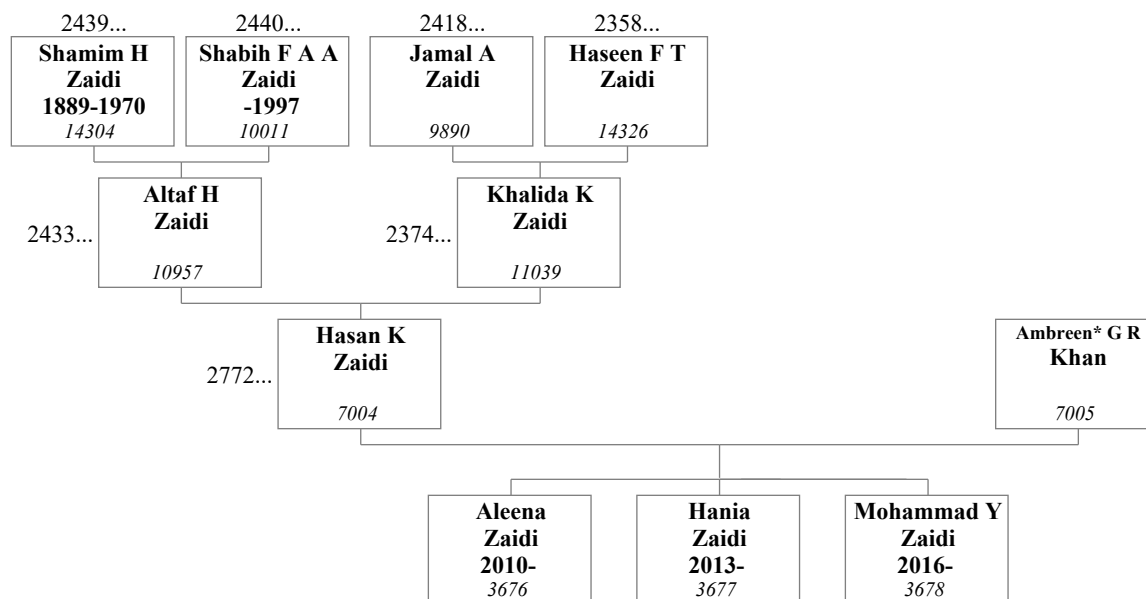 2439...
2440...
2418...
2358...
Shamim H
Zaidi
1889-1970
14304
Shabih F A A
Zaidi
-1997
10011
Jamal A
Zaidi
9890
Haseen F T
Zaidi
14326
2433...
Altaf H
Zaidi
10957
2374...
Khalida K
Zaidi
11039
2772...
Hasan K
Zaidi
7004
Ambreen* G R
Khan
7005
Aleena
Zaidi
2010-
3676
Hania
Zaidi
2013-
3677
Mohammad Y
Zaidi
2016-
3678